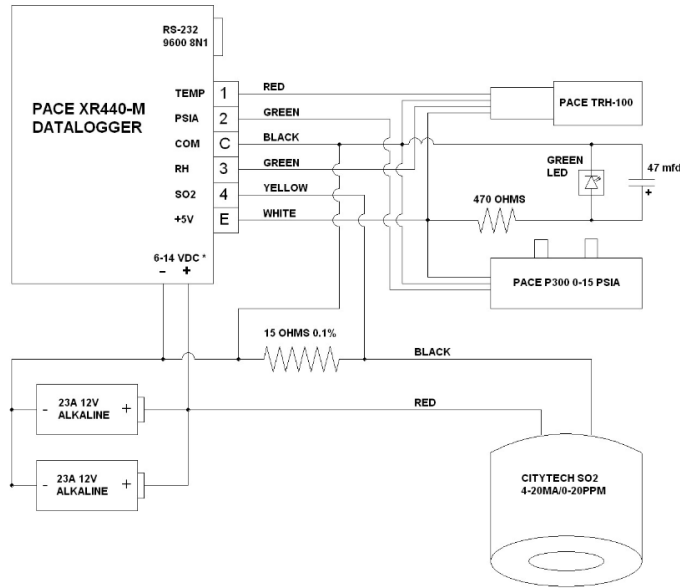 RS-232
9600 8N1
PACE XR440-M
DATALOGGER
TEMP 1 RED
PSIA 2 GREEN
COM C BLACK
RH 3 GREEN
SO2 4 YELLOW
+5V E WHITE
6-14 VDC *
- +
PACE TRH-100
GREEN
LED
47 mfd
+
470 OHMS
PACE P300 0-15 PSIA
15 OHMS 0.1%
BLACK
- 23A 12V +
ALKALINE
RED
- 23A 12V +
ALKALINE
CITYTECH SO2
4-20MA/0-20PPM